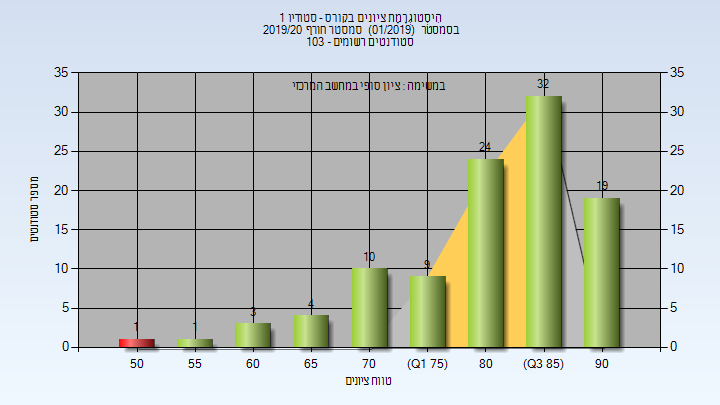 היסטוגרמת ציונים בקורס - סטודיו 1
בסמסטר (01/2019) סמסטר חורף 2019/20
סטודנטים רשומים - 103
במשימה : ציון סופי במחשב המרכזי
מספר סטודנטים
35 35
30 30
25 25
20 20
15 15
10 10
5 5
0 0
1 1 3 4 10 9 24 32 19
50 55 60 65 70 (Q1 75) 80 (Q3 85) 90
טווח ציונים